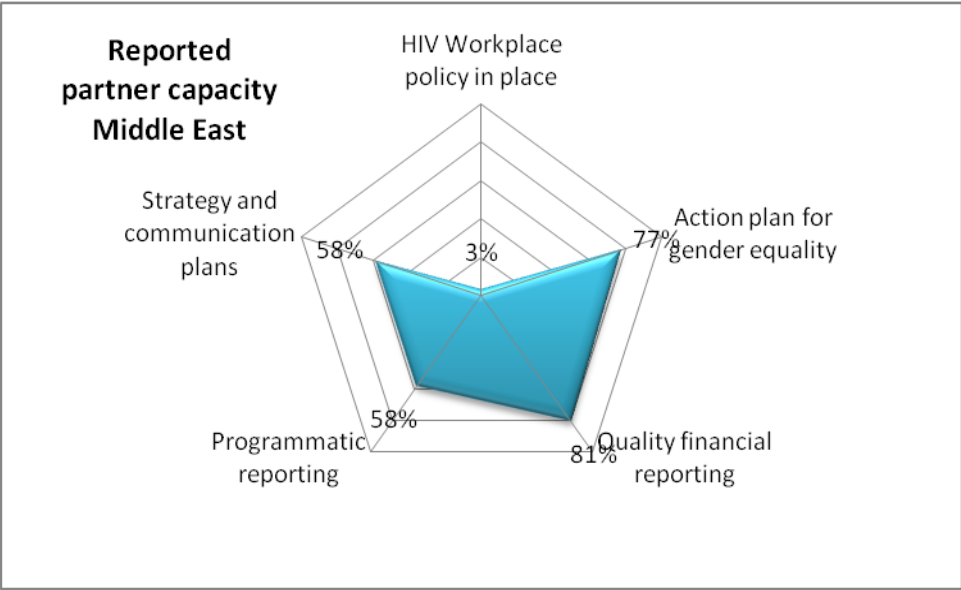 Reported
partner capacity
Middle East
HIV Workplace
policy in place
3%
Action plan for
gender equality
77%
Quality financial
reporting
81%
Programmatic
reporting
58%
Strategy and
communication
plans
58%